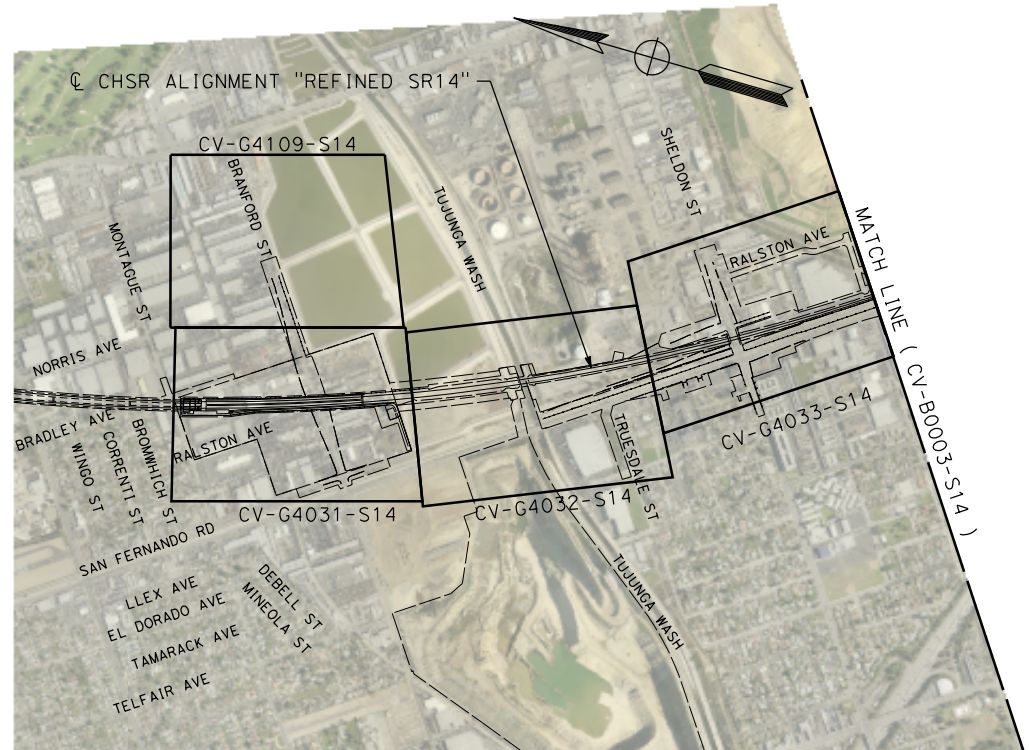 ℄ CHSR ALIGNMENT "REFINED SR14"
CV-G4109-S14
BRANFORD ST
SHELDON ST
TUJUNGA WASH
MONTAGUE ST
RALSTON AVE
MATCH LINE ( CV-B0003-S14 )
NORRIS AVE
BRADLEY AVE
WINGO ST
CORRENTI ST
BROMWICH ST
RALSTON AVE
TRUESDALE ST
CV-G4033-S14
CV-G4032-S14
CV-G4031-S14
SAN FERNANDO RD
LLEX AVE
EL DORADO AVE
TAMARACK AVE
TELFAIR AVE
DEBELL ST
MINEOLA ST
TUJUNGA WASH